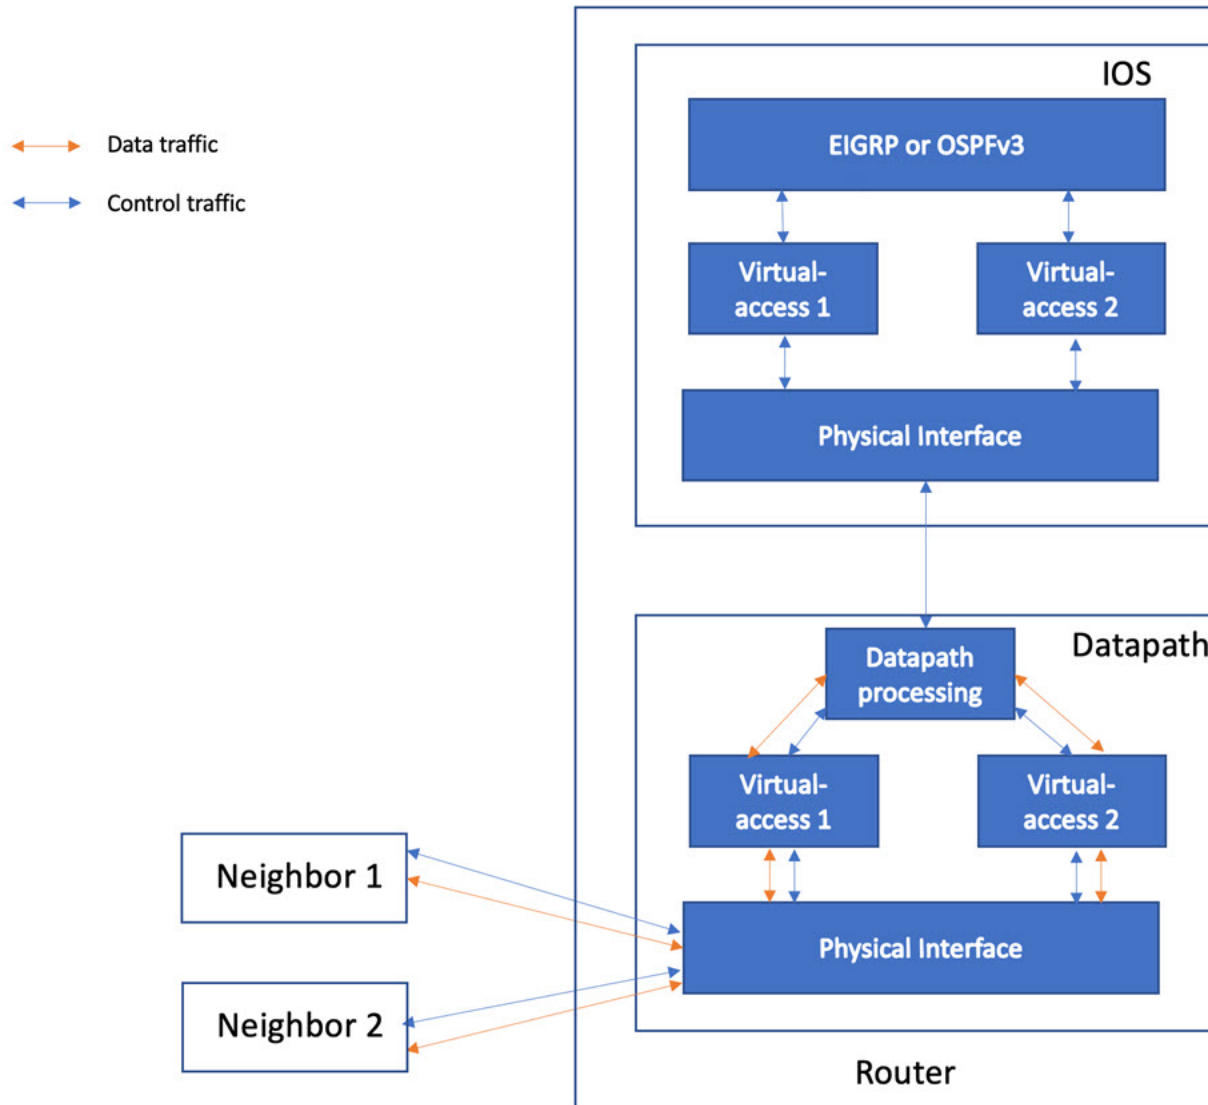 IOS
Data traffic
EIGRP or OSPFv3
Control traffic
Virtual-
access 1
Virtual-
access 2
Physical Interface
Datapath
Datapath
processing
Virtual-
access 1
Virtual-
access 2
Neighbor 1
Physical Interface
Neighbor 2
Router